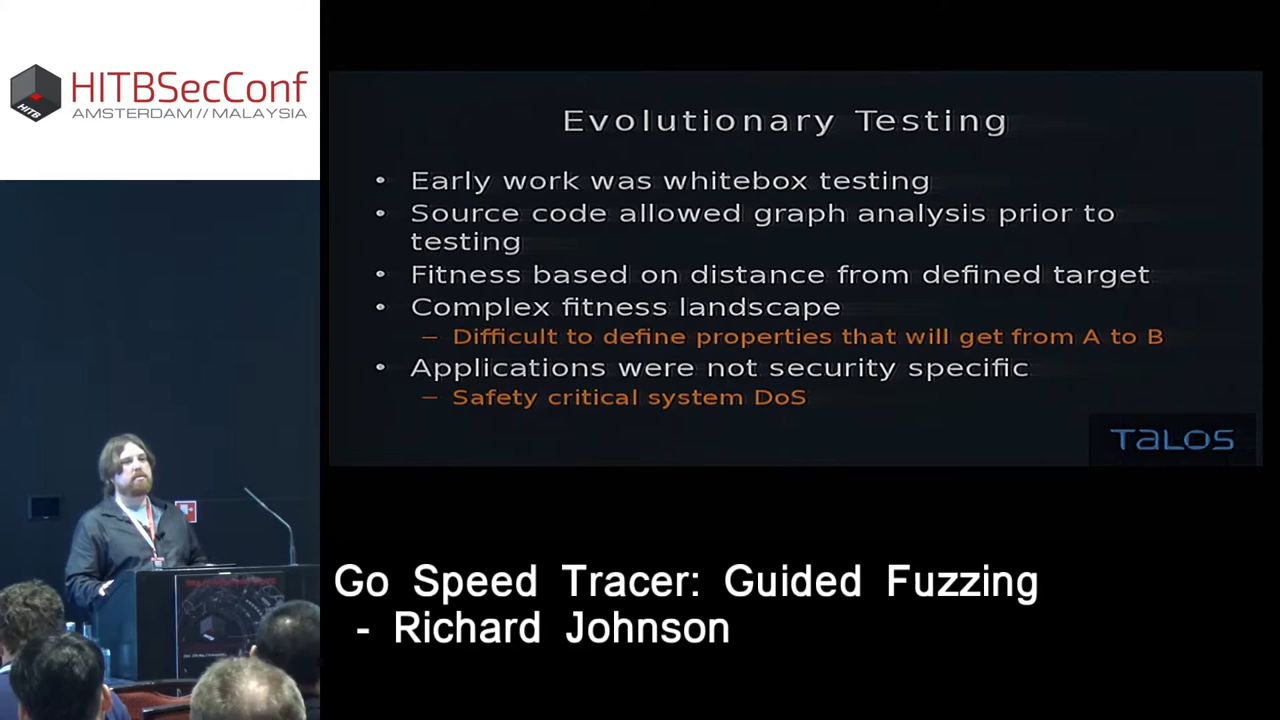 HITBSecConf
AMSTERDAM // MALAYSIA
HITB
Evolutionary Testing
• Early work was whitebox testing
• Source code allowed graph analysis prior to
testing
• Fitness based on distance from defined target
• Complex fitness landscape
– Difficult to define properties that will get from A to B
• Applications were not security specific
– Safety critical system DoS
TALOS
Go Speed Tracer: Guided Fuzzing
- Richard Johnson